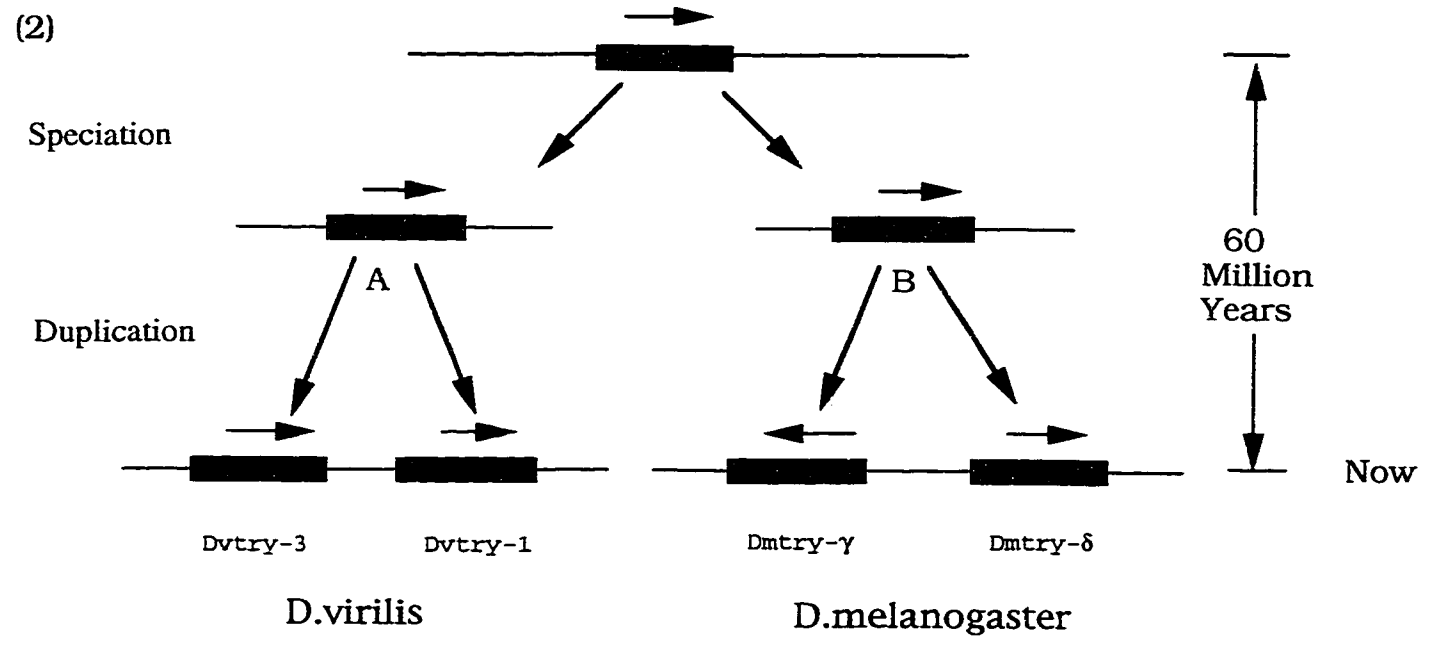 (2)
Speciation
A
B
60
Million
Years
Duplication
Now
Dvtry-3
Dvtry-1
Dmtry-γ
Dmtry-δ
D.virilis
D.melanogaster